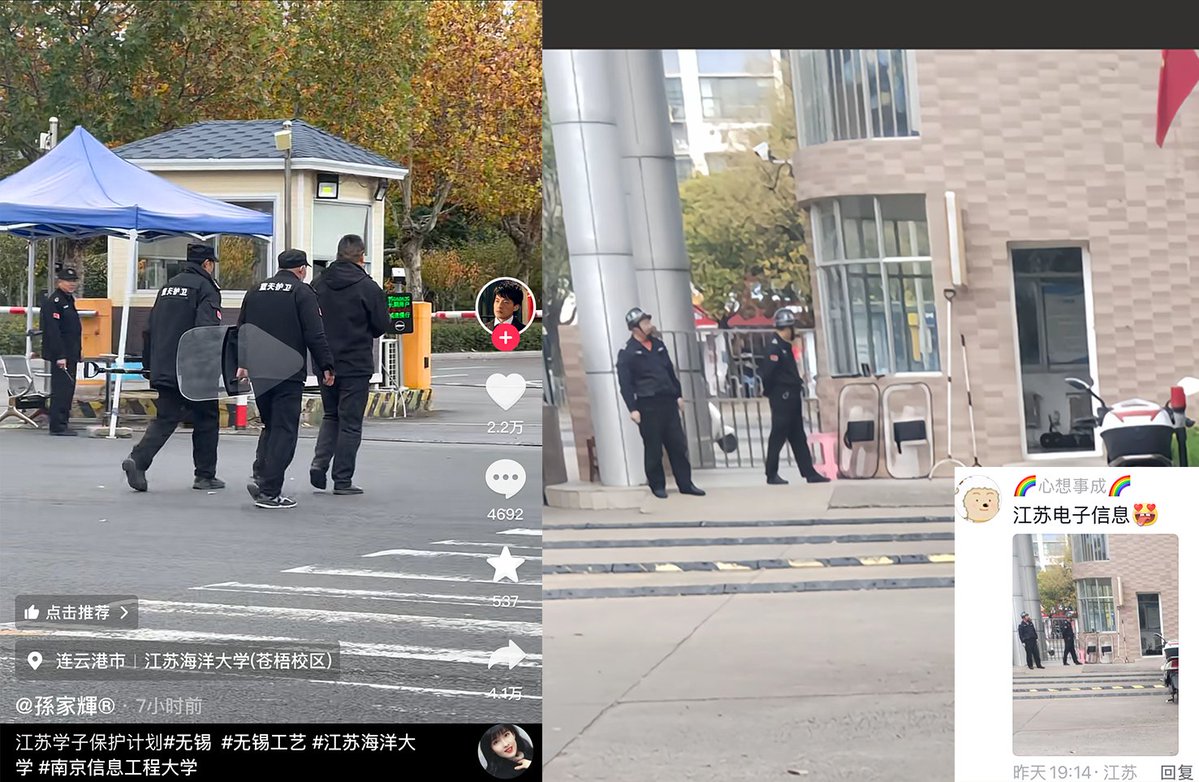 蓝天护卫
蓝天护卫
2.2万
4692
537
4.1万
点击推荐 >
连云港市 | 江苏海洋大学(苍梧校区)
@孫家輝® · 7小时前
江苏学子保护计划#无锡 #无锡工艺 #江苏海洋大
学 #南京信息工程大学
🌈心想事成🌈
江苏电子信息😍
昨天19:14 · 江苏 回复